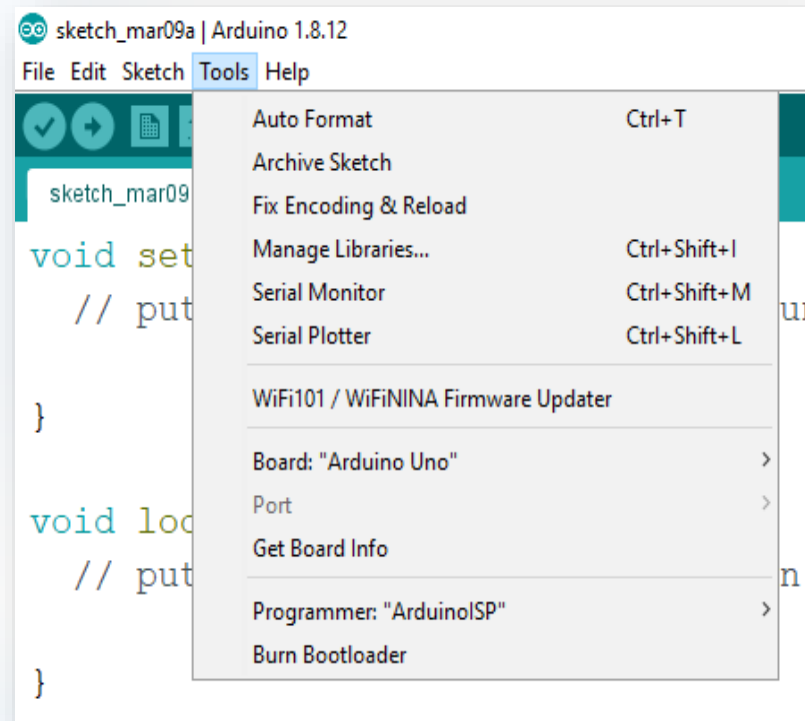 sketch_mar09a | Arduino 1.8.12
File Edit Sketch Tools Help
Auto Format Ctrl+T
Archive Sketch
Fix Encoding & Reload
Manage Libraries... Ctrl+Shift+I
Serial Monitor Ctrl+Shift+M
Serial Plotter Ctrl+Shift+L
WiFi101 / WiFiNINA Firmware Updater
Board: "Arduino Uno"
Port
Get Board Info
Programmer: "ArduinoISP"
Burn Bootloader
sketch_mar09
void set
// put
}
void loo
// put n
}